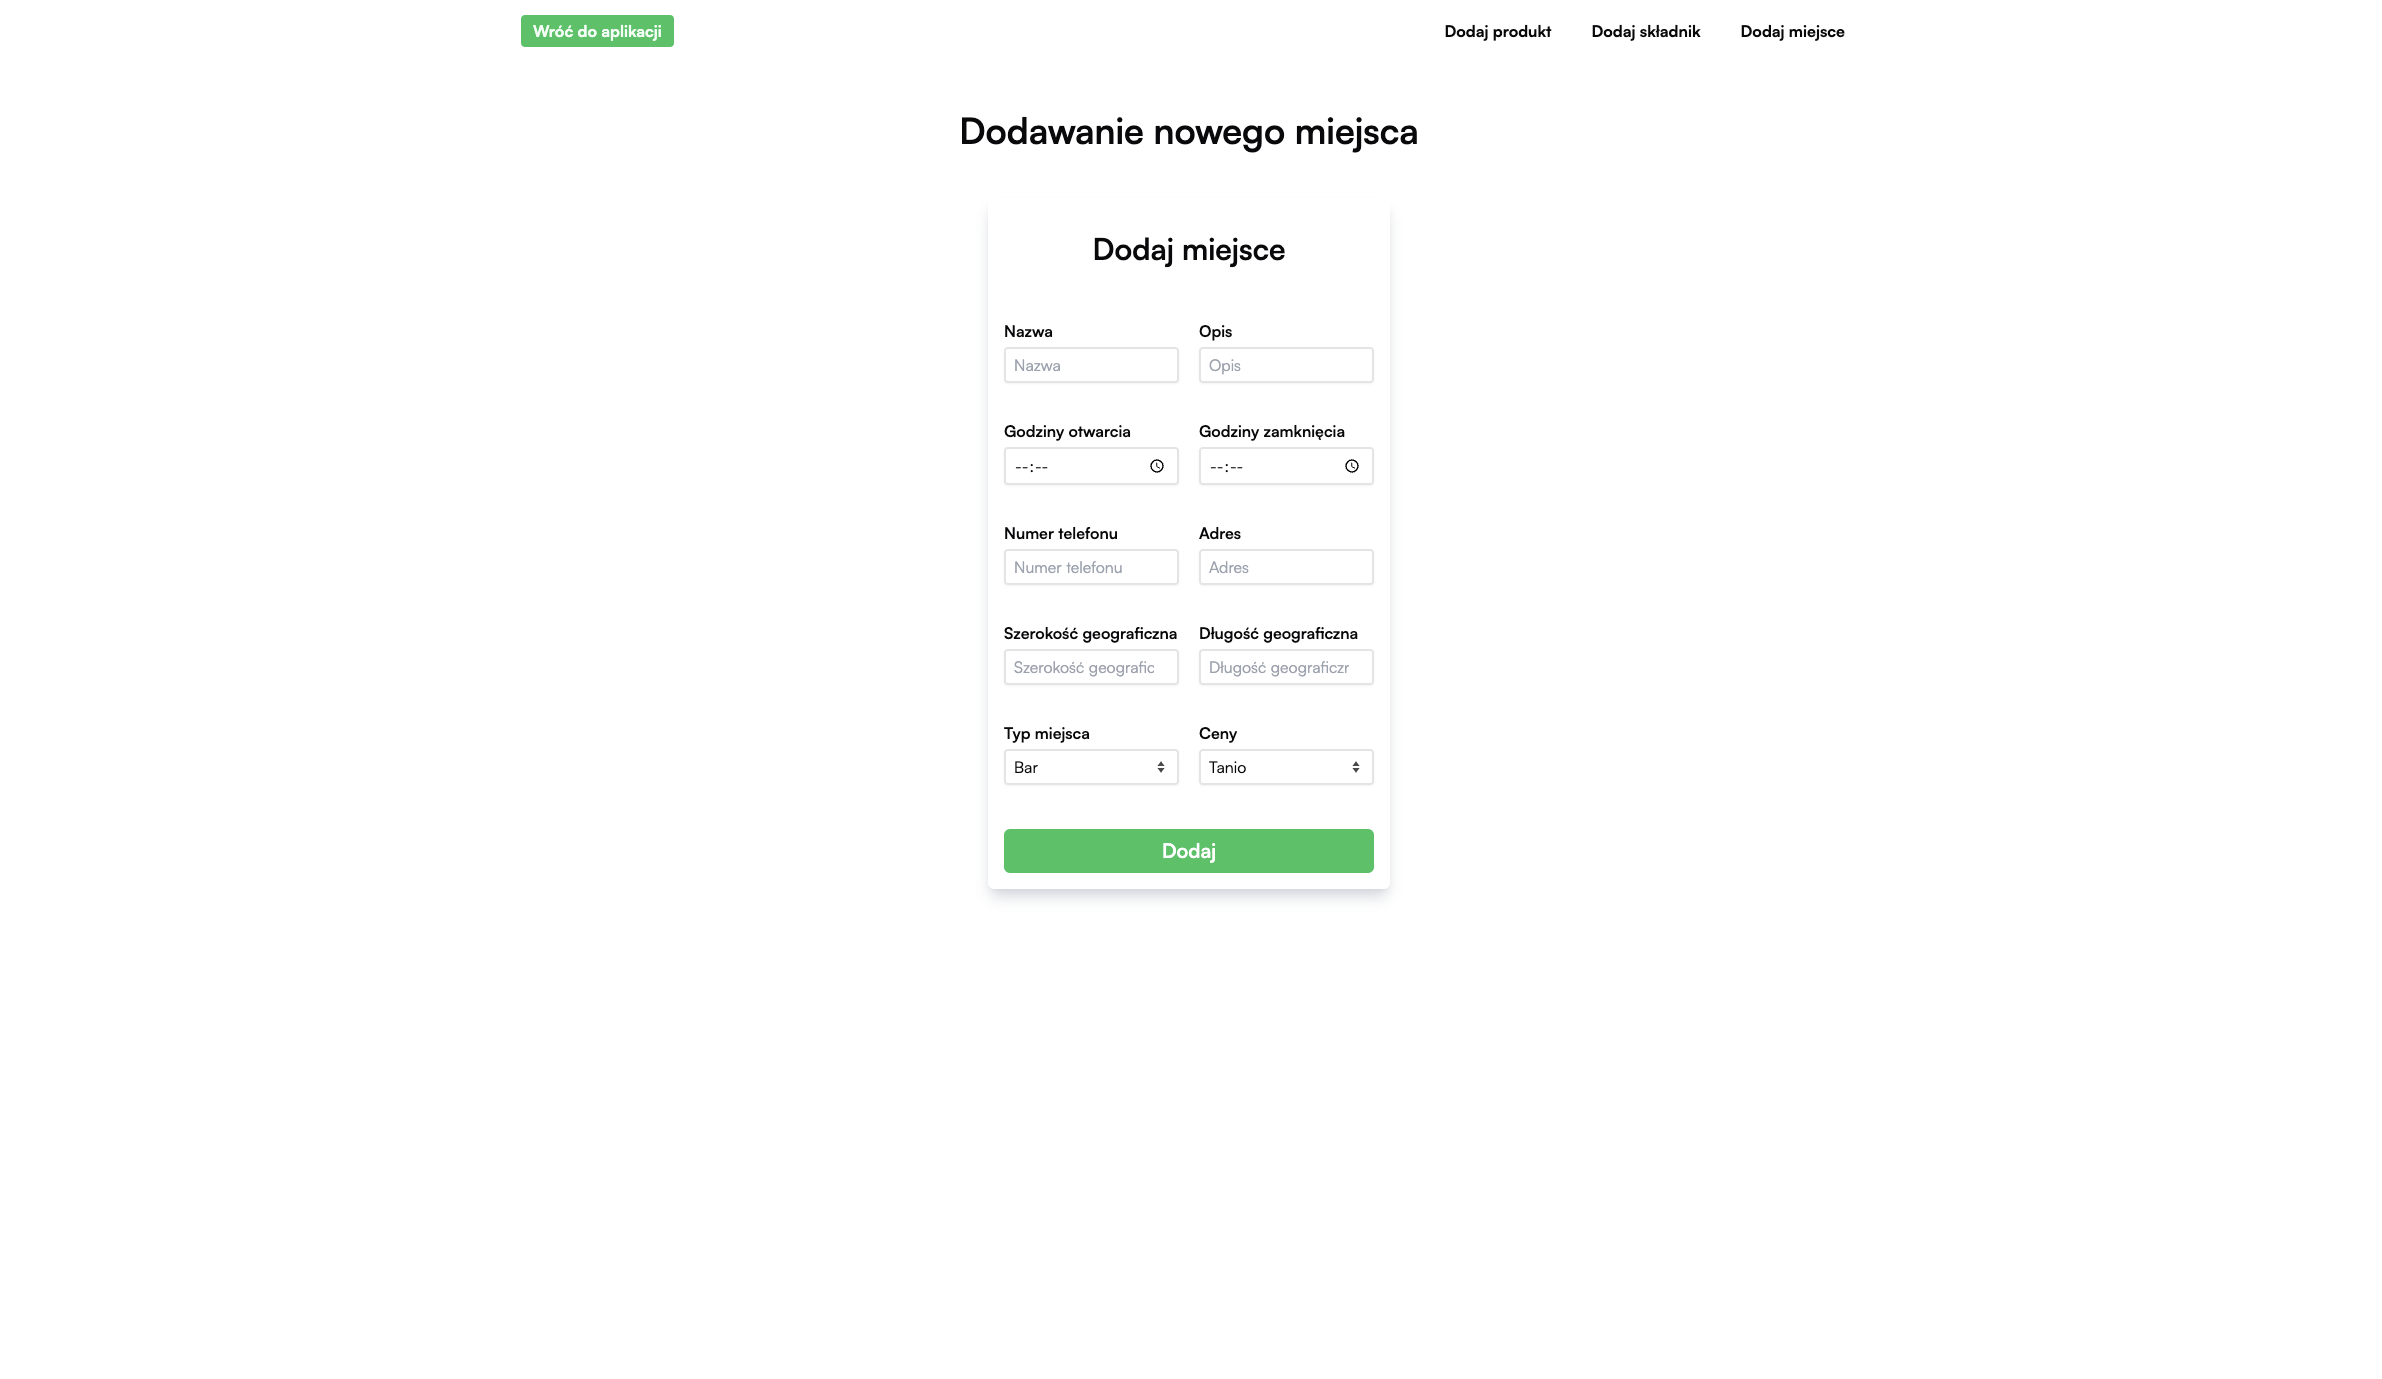 Wróć do aplikacji
Dodaj produkt
Dodaj składnik
Dodaj miejsce
Dodawanie nowego miejsca
Dodaj miejsce
Nazwa
Opis
Nazwa
Opis
Godziny otwarcia
Godziny zamknięcia
--:--
--:--
Numer telefonu
Adres
Numer telefonu
Adres
Szerokość geograficzna
Długość geograficzna
Szerokość geografic
Długość geograficzr
Typ miejsca
Ceny
Bar
Tanio
Dodaj